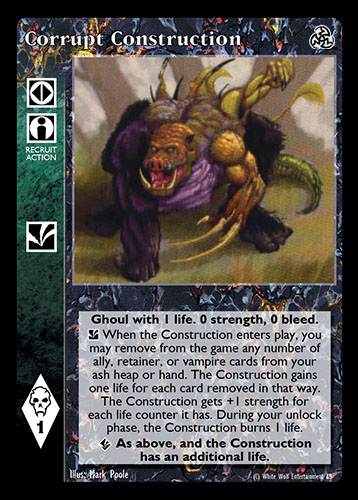 Corrupt Construction
RECRUIT
ACTION
Ghoul with 1 life. 0 strength, 0 bleed.
When the Construction enters play, you
may remove from the game any number of
ally, retainer, or vampire cards from your
ash heap or hand. The Construction gains
one life for each card removed in that way.
The Construction gets +1 strength for
each life counter it has. During your unlock
phase, the Construction burns 1 life.
As above, and the Construction
has an additional life.
1
Illus: Mark Poole
(C) White Wolf Entertainment